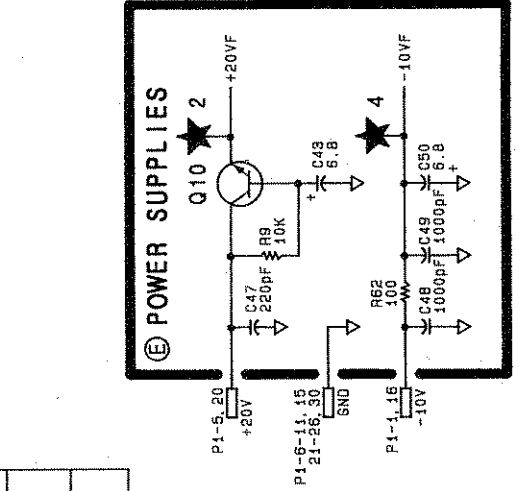 Ⓔ POWER SUPPLIES
P1-5, 20
+20V
C47
220pF
R9
10K
Q10
2
+20VF
C43
6.8
+
P1-6-11, 15
21-26, 30
GND
P1-1, 16
-10V
C48
1000pF
R62
100
C49
1000pF
4
C50
6.8
+
-10VF